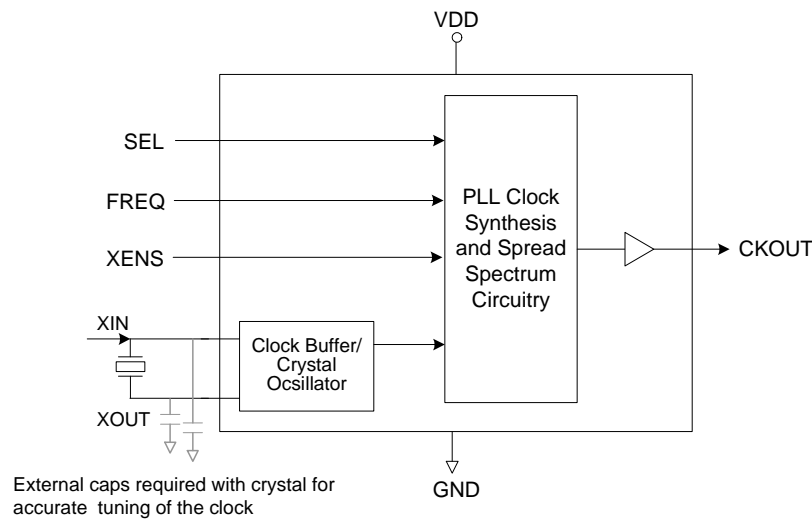 VDD
SEL
FREQ
XENS
PLL Clock
Synthesis
and Spread
Spectrum
Circuitry
CKOUT
XIN
Clock Buffer/
Crystal
Ocsillator
XOUT
GND
External caps required with crystal for
accurate tuning of the clock